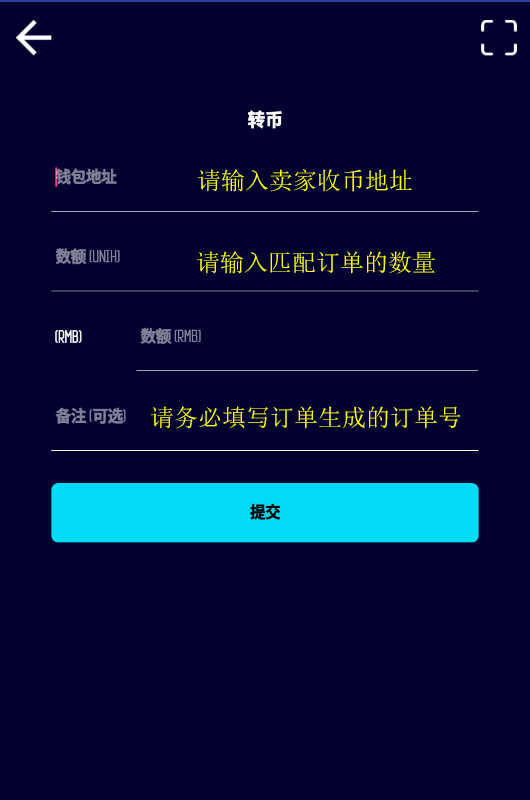 转币
钱包地址 请输入卖家收币地址
数额 (UNIH) 请输入匹配订单的数量
(RMB) 数额 (RMB)
备注 (可选) 请务必填写订单生成的订单号
提交